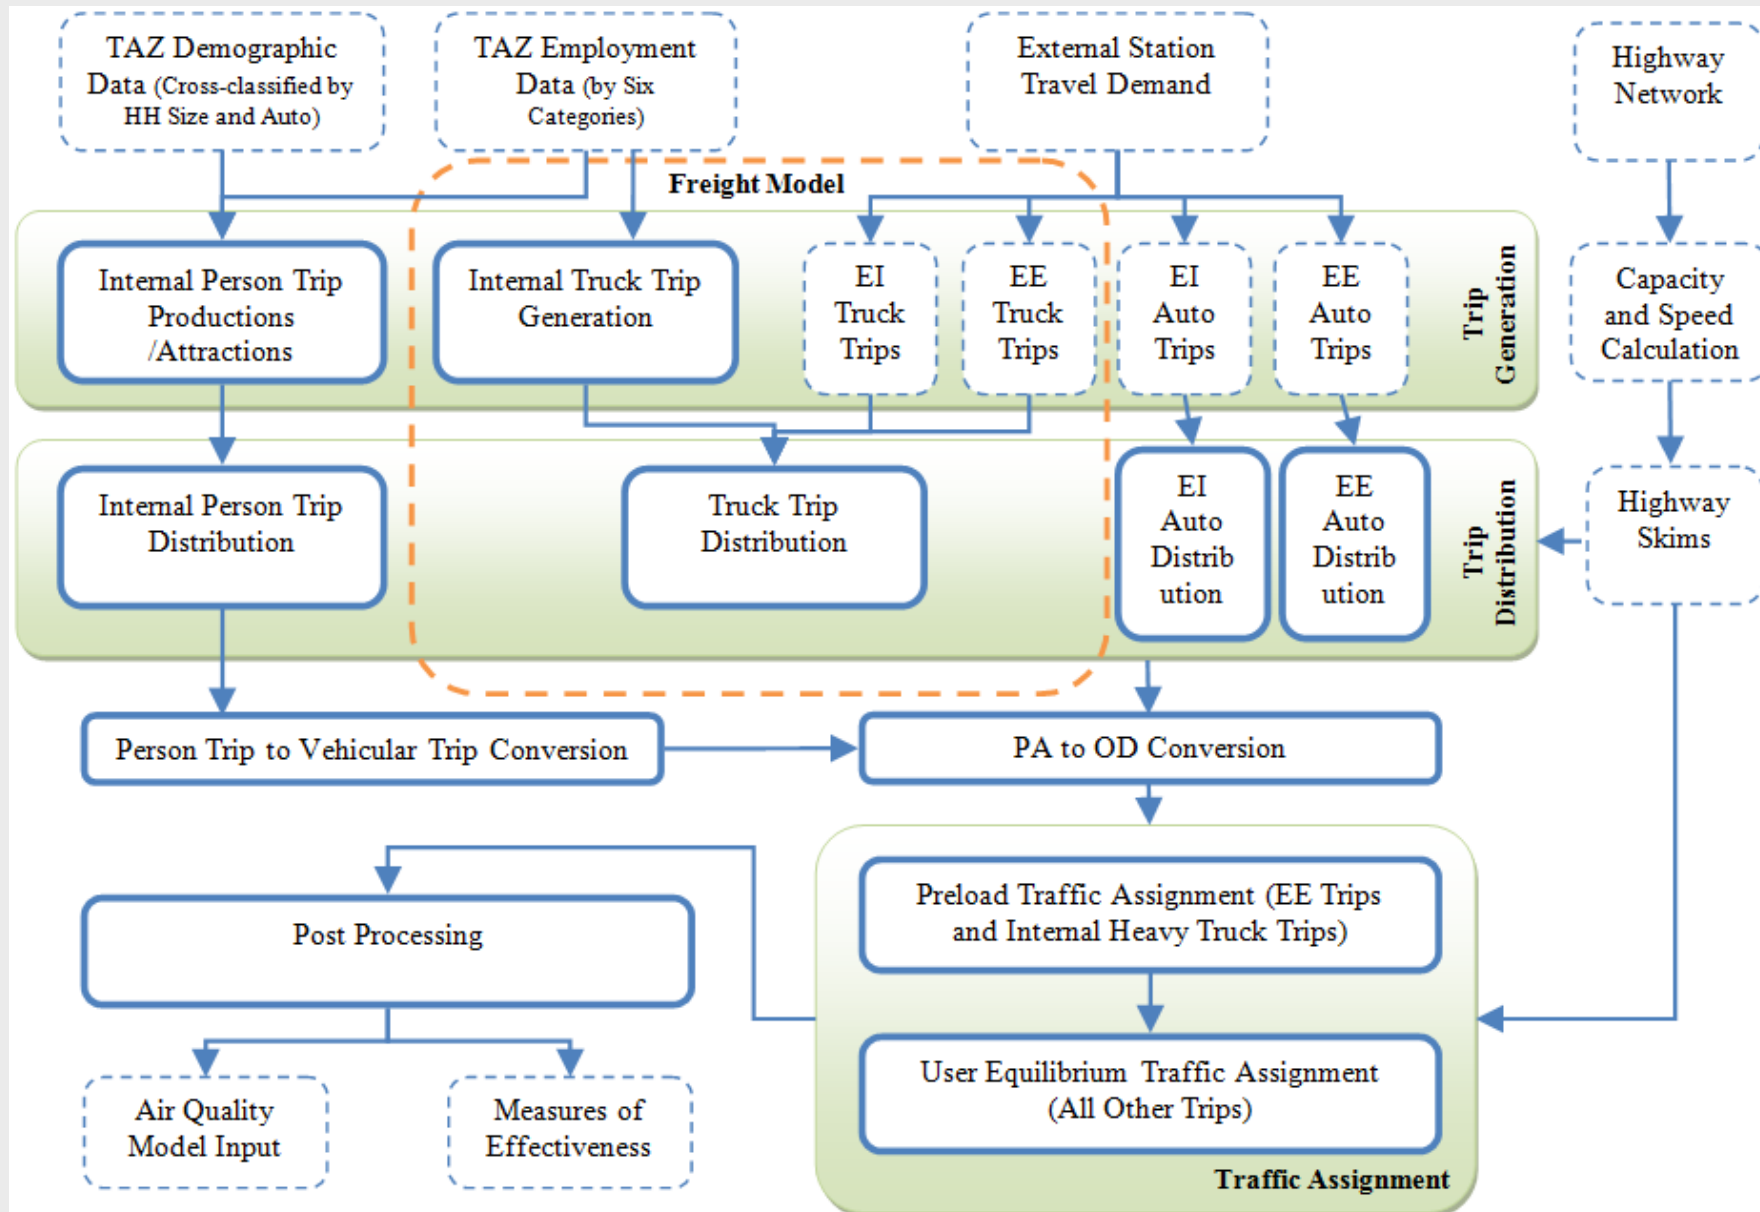 TAZ Demographic
Data (Cross-classified by
HH Size and Auto)
TAZ Employment
Data (by Six
Categories)
External Station
Travel Demand
Highway
Network
Freight Model
Internal Person Trip
Productions
/Attractions
Internal Truck Trip
Generation
EI
Truck
Trips
EE
Truck
Trips
EI
Auto
Trips
EE
Auto
Trips
Trip
Generation
Capacity
and Speed
Calculation
Internal Person Trip
Distribution
Truck Trip
Distribution
EI
Auto
Distrib
ution
EE
Auto
Distrib
ution
Trip
Distribution
Highway
Skims
Person Trip to Vehicular Trip Conversion
PA to OD Conversion
Preload Traffic Assignment (EE Trips
and Internal Heavy Truck Trips)
Post Processing
User Equilibrium Traffic Assignment
(All Other Trips)
Air Quality
Model Input
Measures of
Effectiveness
Traffic Assignment